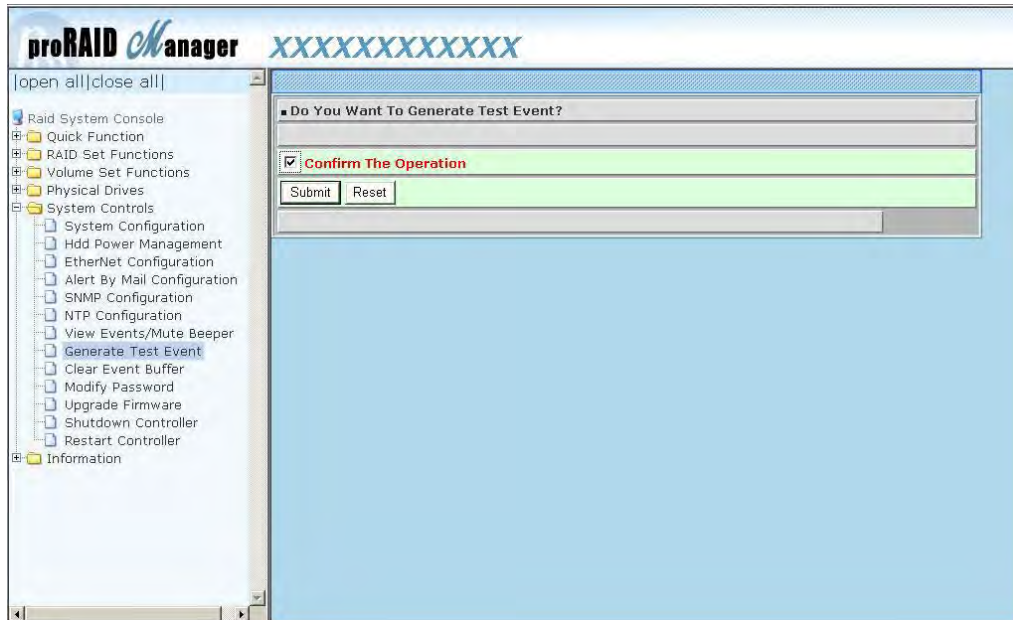 proRAID Manager XXXXXXXXXXXX
|open all|close all|
Raid System Console
Quick Function
RAID Set Functions
Volume Set Functions
Physical Drives
System Controls
System Configuration
Hdd Power Management
EtherNet Configuration
Alert By Mail Configuration
SNMP Configuration
NTP Configuration
View Events/Mute Beeper
Generate Test Event
Clear Event Buffer
Modify Password
Upgrade Firmware
Shutdown Controller
Restart Controller
Information
Do You Want To Generate Test Event?
Confirm The Operation
Submit Reset